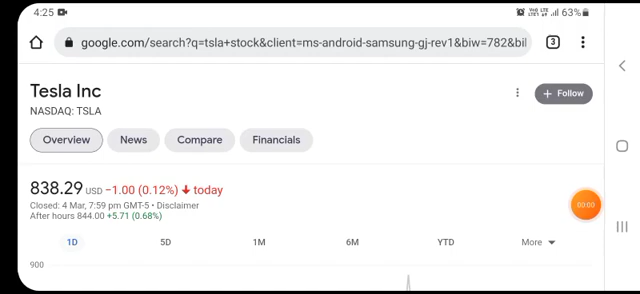 4:25 63%
google.com/search?q=tsla+stock&client=ms-android-samsung-gj-rev1&biw=782&bil 3
Tesla Inc
+ Follow
NASDAQ: TSLA
Overview News Compare Financials
838.29 USD −1.00 (0.12%) today
Closed: 4 Mar, 7:59 pm GMT-5 • Disclaimer
After hours 844.00 +5.71 (0.68%)
00:00
1D 5D 1M 6M YTD More
900